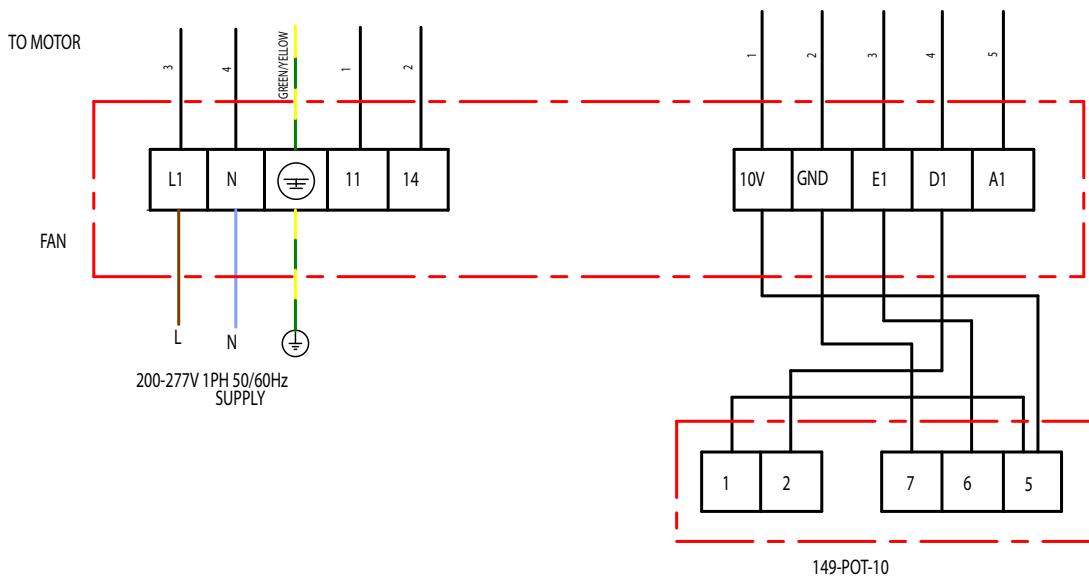 TO MOTOR
3
4
GREEN/YELLOW
1
2
1
2
3
4
5
L1
N
11
14
10V
GND
E1
D1
A1
FAN
L
N
200-277V 1PH 50/60Hz
SUPPLY
1
2
7
6
5
149-POT-10